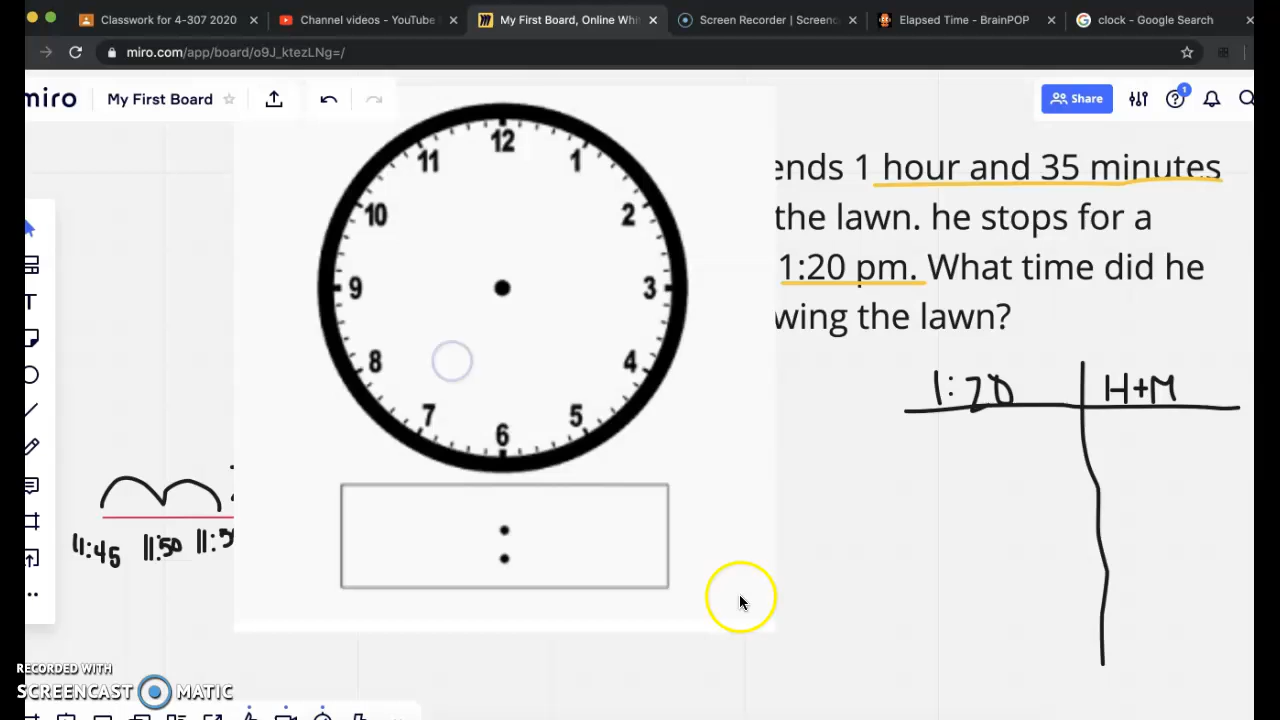 Classwork for 4-307 2020
Channel videos - YouTube
My First Board, Online Whi
Screen Recorder | Screenc
Elapsed Time - BrainPOP
clock - Google Search
miro.com/app/board/o9J_ktezLNg=/
miro
My First Board
Share
1
12
11
1
10
2
9
3
8
4
7
5
6
:
ends 1 hour and 35 minutes
the lawn. he stops for a
1:20 pm. What time did he
wing the lawn?
1:20
H+M
11:45
11:50
RECORDED WITH
SCREENCAST MATIC